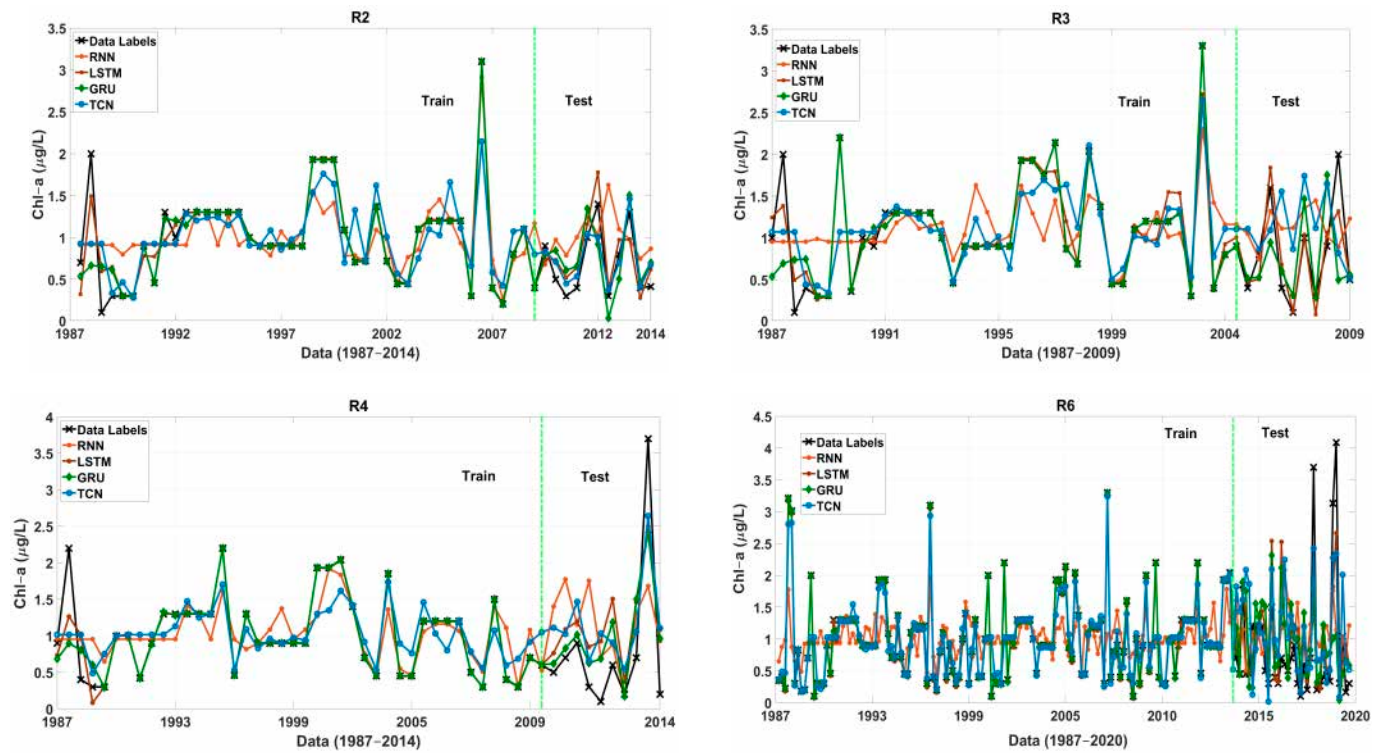 R2
3.5
3
2.5
2
1.5
1
0.5
0
Chl−a (μg/L)
Data Labels
RNN
LSTM
GRU
TCN
Train
Test
1987 1992 1997 2002 2007 2014
Data (1987−2014)
R3
3.5
3
2.5
2
1.5
1
0.5
0
Chl−a (μg/L)
Data Labels
RNN
LSTM
GRU
TCN
Train
Test
1987 1991 1995 1999 2004 2009
Data (1987−2009)
R4
4
3.5
3
2.5
2
1.5
1
0.5
0
Chl−a (μg/L)
Data Labels
RNN
LSTM
GRU
TCN
Train
Test
1987 1993 1999 2005 2009 2014
Data (1987−2014)
R6
4.5
4
3.5
3
2.5
2
1.5
1
0.5
0
Chl−a (μg/L)
Data Labels
RNN
LSTM
GRU
TCN
Train
Test
1987 1993 1999 2005 2010 2015 2020
Data (1987−2020)